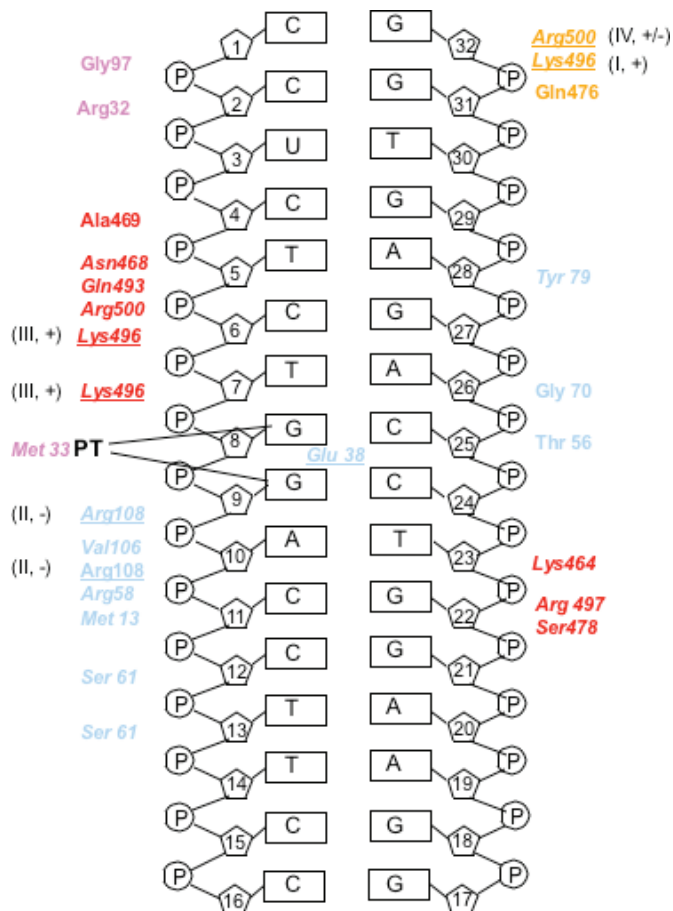 C G
1 32 Arg500 (IV, +/-)
Gly97 P Lys496 (I, +)
P
C G Gln476
Arg32 2 31
P P
U T
3 30
P P
C G
Ala469 4 29
P P
T A
Asn468 5 28 Tyr 79
Gln493 P P
Arg500 C G
(III, +) Lys496 6 27
P P
T A
(III, +) Lys496 7 26 Gly 70
P P
G C
Met 33 PT 8 25 Thr 56
Glu 38
P P
G C
9 24
(II, -) Arg108 P P
Val106 A T
10 23 Lys464
(II, -) Arg108 P P
Arg58 C G Arg 497
Met 13 11 22 Ser478
P P
C G
Ser 61 12 21
P P
T A
Ser 61 13 20
P P
T A
14 19
P P
C G
15 18
P P
C G
16 17